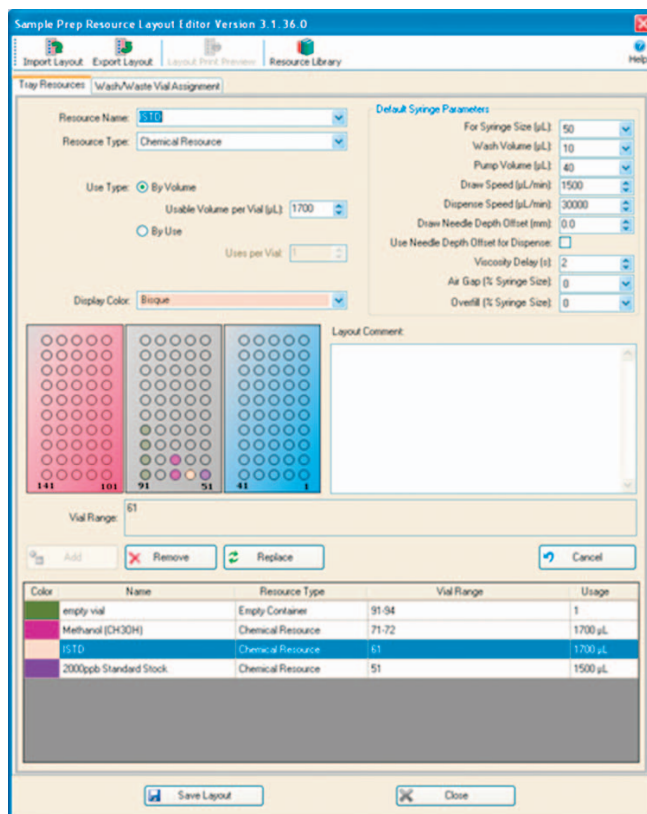 Sample Prep Resource Layout Editor Version 3.1.36.0
Import Layout Export Layout Layout Print Preview Resource Library Help
Tray Resources Wash/Waste Vial Assignment
Resource Name: ISTD
Resource Type: Chemical Resource
Use Type: By Volume
Usable Volume per Vial (µL): 1700
By Use
Uses per Vial: 1
Display Color: Bisque
Default Syringe Parameters
For Syringe Size (µL): 50
Wash Volume (µL): 10
Pump Volume (µL): 40
Draw Speed (µL/min): 1500
Dispense Speed (µL/min): 30000
Draw Needle Depth Offset (mm): 0.0
Use Needle Depth Offset for Dispense:
Viscosity Delay (s): 2
Air Gap (% Syringe Size): 0
Overfill (% Syringe Size): 0
141 101 91 51 41 1
Layout Comment:
Vial Range: 61
Add Remove Replace Cancel
Color Name Resource Type Vial Range Usage
empty vial Empty Container 91-94 1
Methanol (CH3OH) Chemical Resource 71-72 1700 µL
ISTD Chemical Resource 61 1700 µL
2000ppb Standard Stock Chemical Resource 51 1500 µL
Save Layout Close